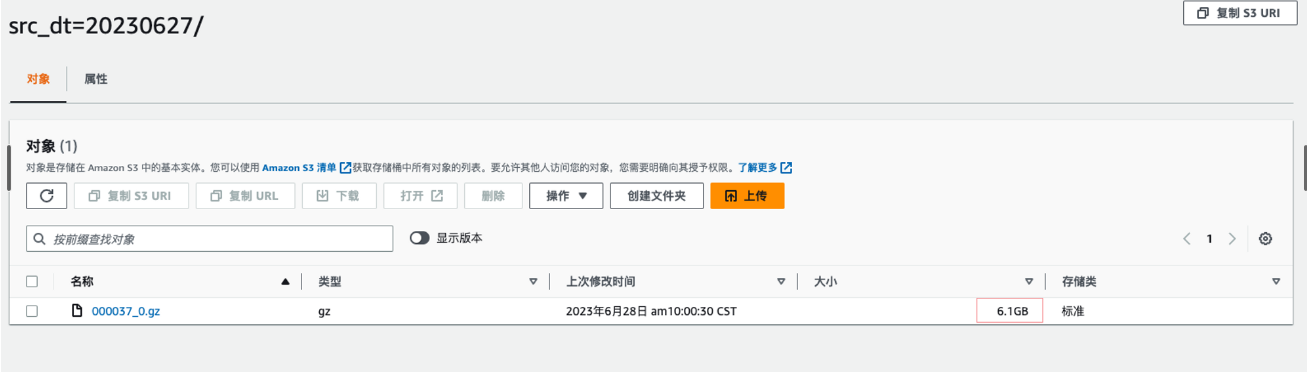 复制 S3 URI
src_dt=20230627/
对象 属性
对象 (1)
对象是存储在 Amazon S3 中的基本实体。您可以使用 Amazon S3 清单 获取存储桶中所有对象的列表。要允许其他人访问您的对象，您需要明确向其授予权限。了解更多
复制 S3 URI 复制 URL 下载 打开 删除 操作 创建文件夹 上传
按前缀查找对象 显示版本 1
名称 类型 上次修改时间 大小 存储类
000037_0.gz gz 2023年6月28日 am10:00:30 CST 6.1GB 标准